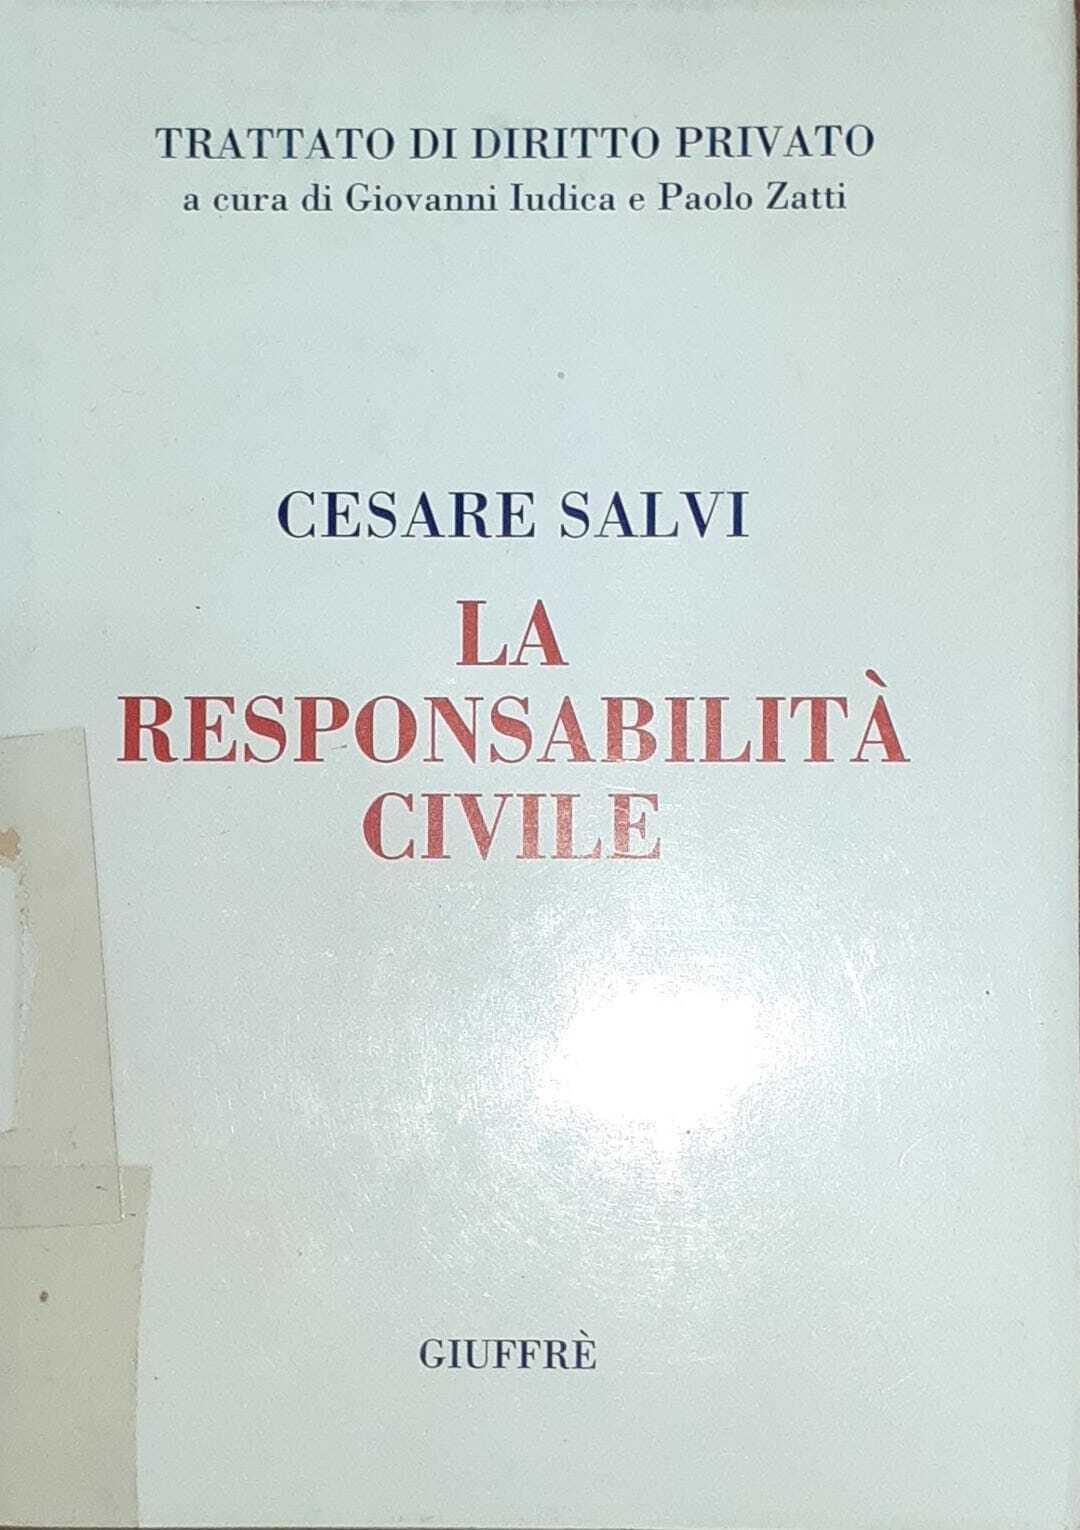 TRATTATO DI DIRITTO PRIVATO
a cura di Giovanni Iudica e Paolo Zatti
CESARE SALVI
LA
RESPONSABILITÀ
CIVILE
GIUFFRÈ